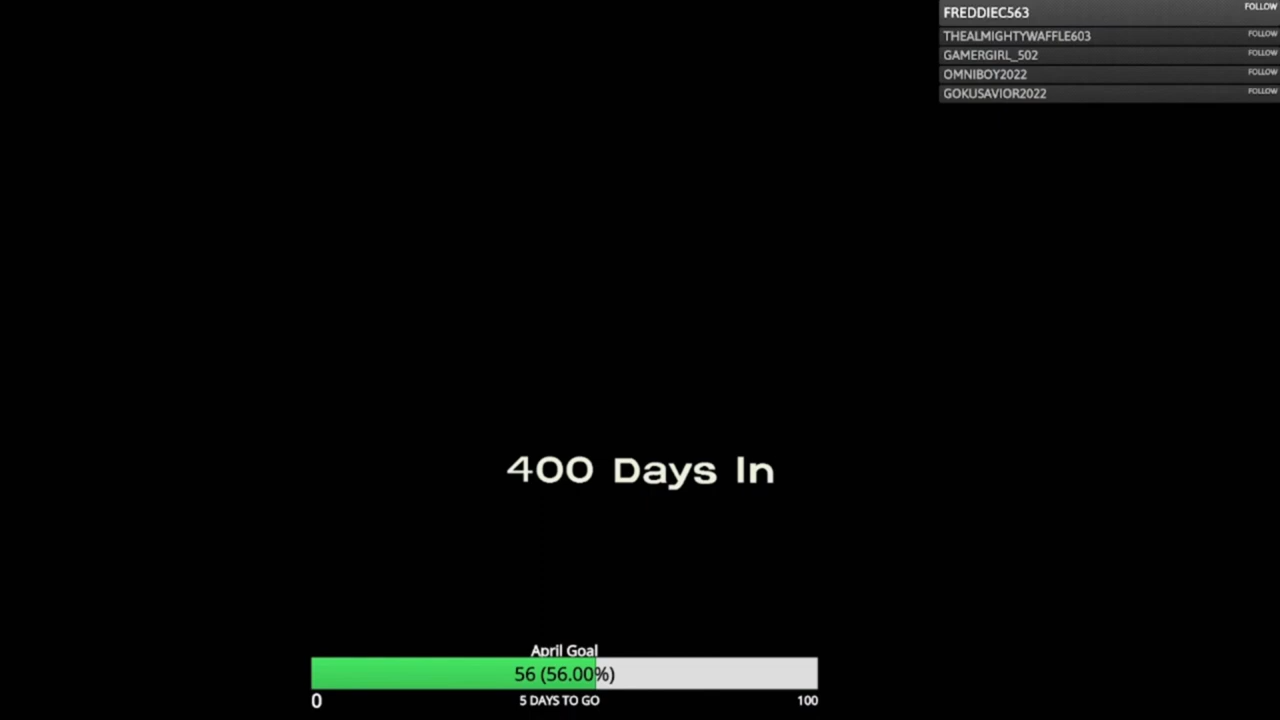 FREDDIEC563 FOLLOW
THEALMIGHTYWAFFLE603 FOLLOW
GAMERGIRL_502 FOLLOW
OMNIBOY2022 FOLLOW
GOKUSAVIOR2022 FOLLOW
400 Days In
April Goal
56 (56.00%)
0 5 DAYS TO GO 100